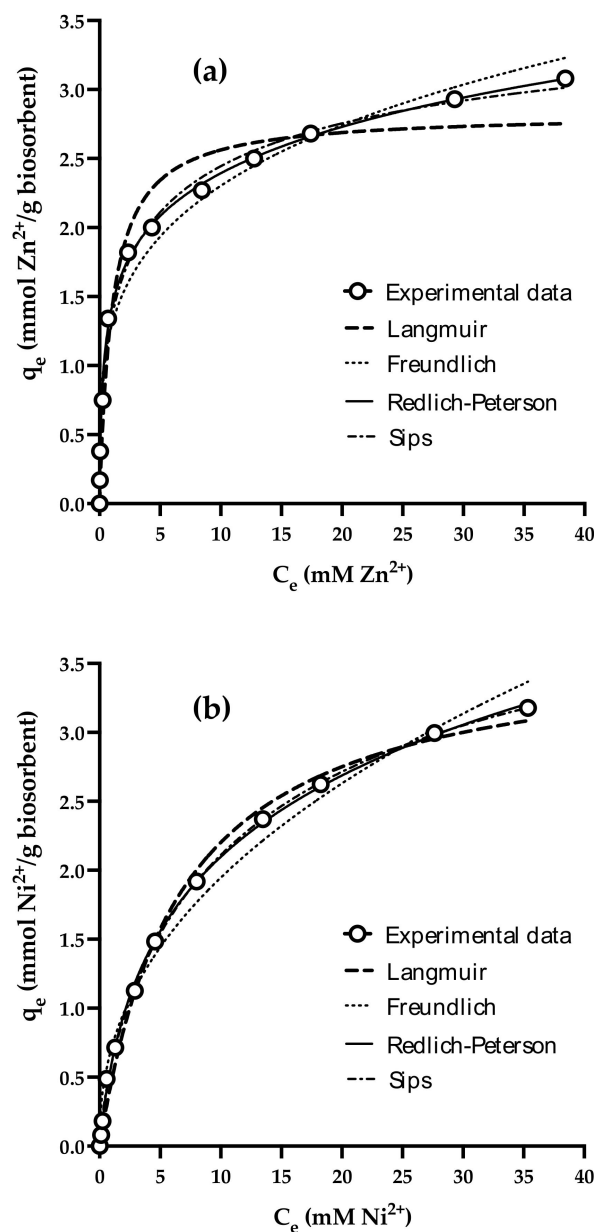 (a)
3.5
3.0
2.5
2.0
1.5
1.0
0.5
0.0
qe (mmol Zn2+/g biosorbent)
Experimental data
Langmuir
Freundlich
Redlich-Peterson
Sips
0 5 10 15 20 25 30 35 40
Ce (mM Zn2+)
(b)
3.5
3.0
2.5
2.0
1.5
1.0
0.5
0.0
qe (mmol Ni2+/g biosorbent)
Experimental data
Langmuir
Freundlich
Redlich-Peterson
Sips
0 5 10 15 20 25 30 35 40
Ce (mM Ni2+)